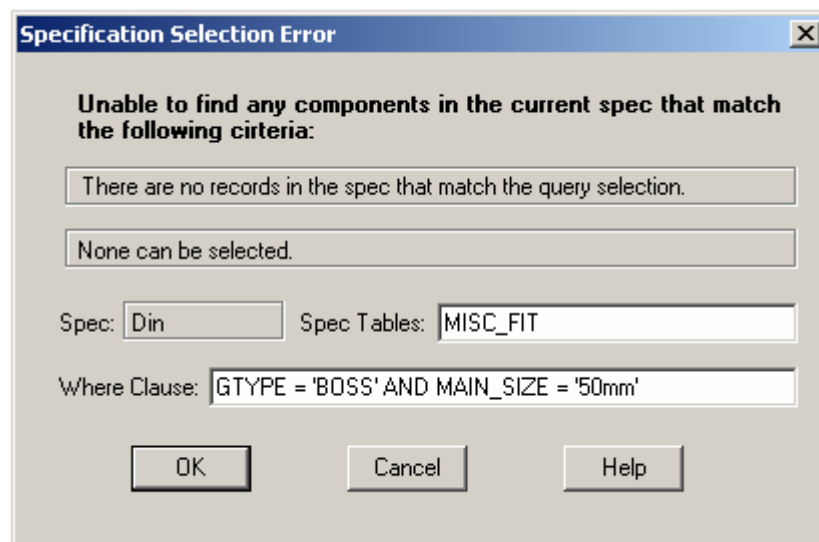 Specification Selection Error
Unable to find any components in the current spec that match
the following cirteria:
There are no records in the spec that match the query selection.
None can be selected.
Spec: Din Spec Tables: MISC_FIT
Where Clause: GTYPE = 'BOSS' AND MAIN_SIZE = '50mm'
OK Cancel Help